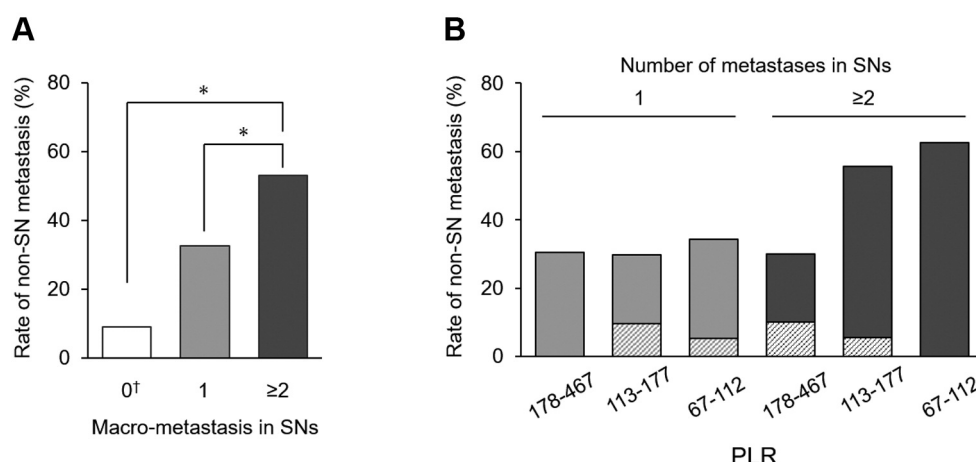 A
Rate of non-SN metastasis (%)
80
60
40
20
0
*
*
0† 1 ≥2
Macro-metastasis in SNs
B
Number of metastases in SNs
1 ≥2
Rate of non-SN metastasis (%)
80
60
40
20
0
178-467 113-177 67-112 178-467 113-177 67-112
PLR